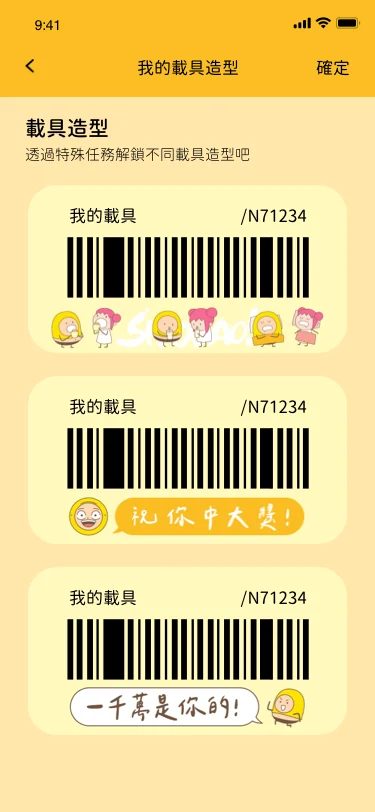 9:41
我的載具造型
確定
載具造型
透過特殊任務解鎖不同載具造型吧
我的載具 /N71234
我的載具 /N71234
祝你中大獎!
我的載具 /N71234
一千萬是你的!